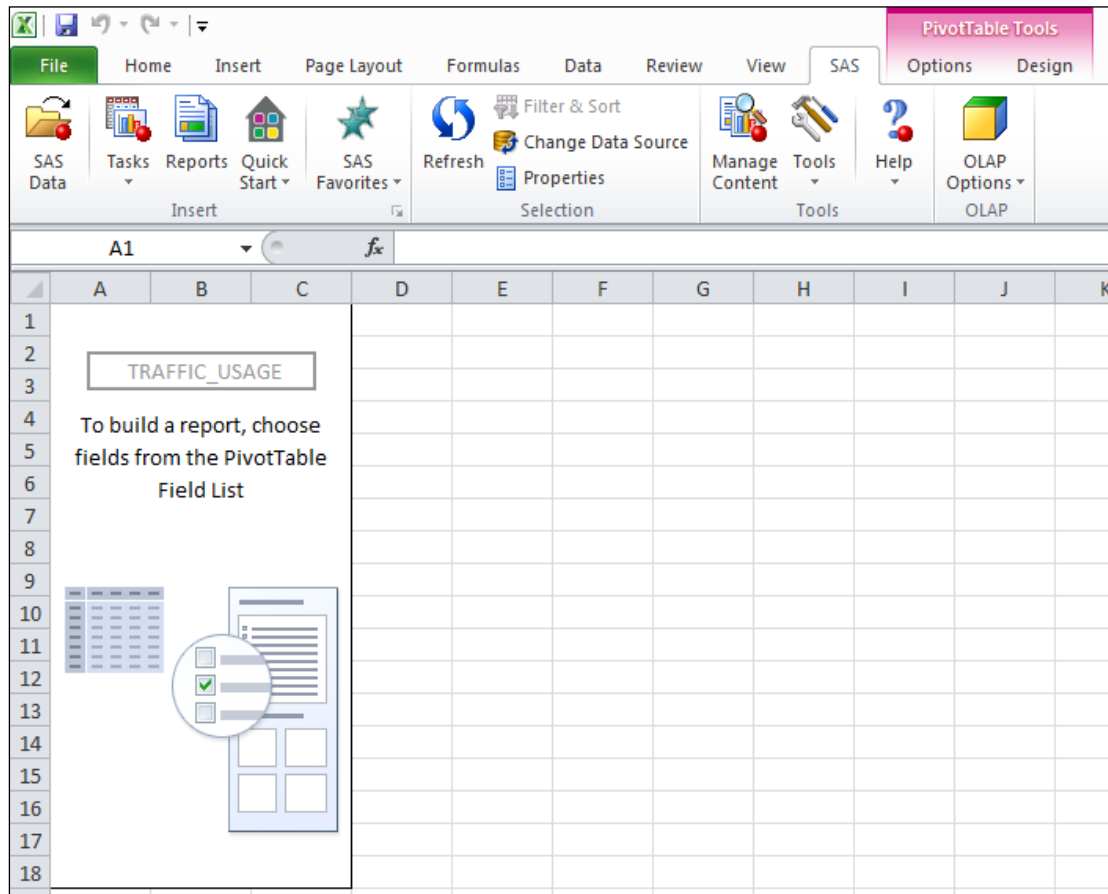 PivotTable Tools
File Home Insert Page Layout Formulas Data Review View SAS Options Design
SAS Data
Tasks
Reports
Quick Start
SAS Favorites
Insert
Refresh
Filter & Sort
Change Data Source
Properties
Selection
Manage Content
Tools
Tools
Help
OLAP Options
OLAP
A1
fx
A B C D E F G H I J K
1
2
TRAFFIC_USAGE
3
4
To build a report, choose
5
fields from the PivotTable
6
Field List
7
8
9
10
11
12
13
14
15
16
17
18